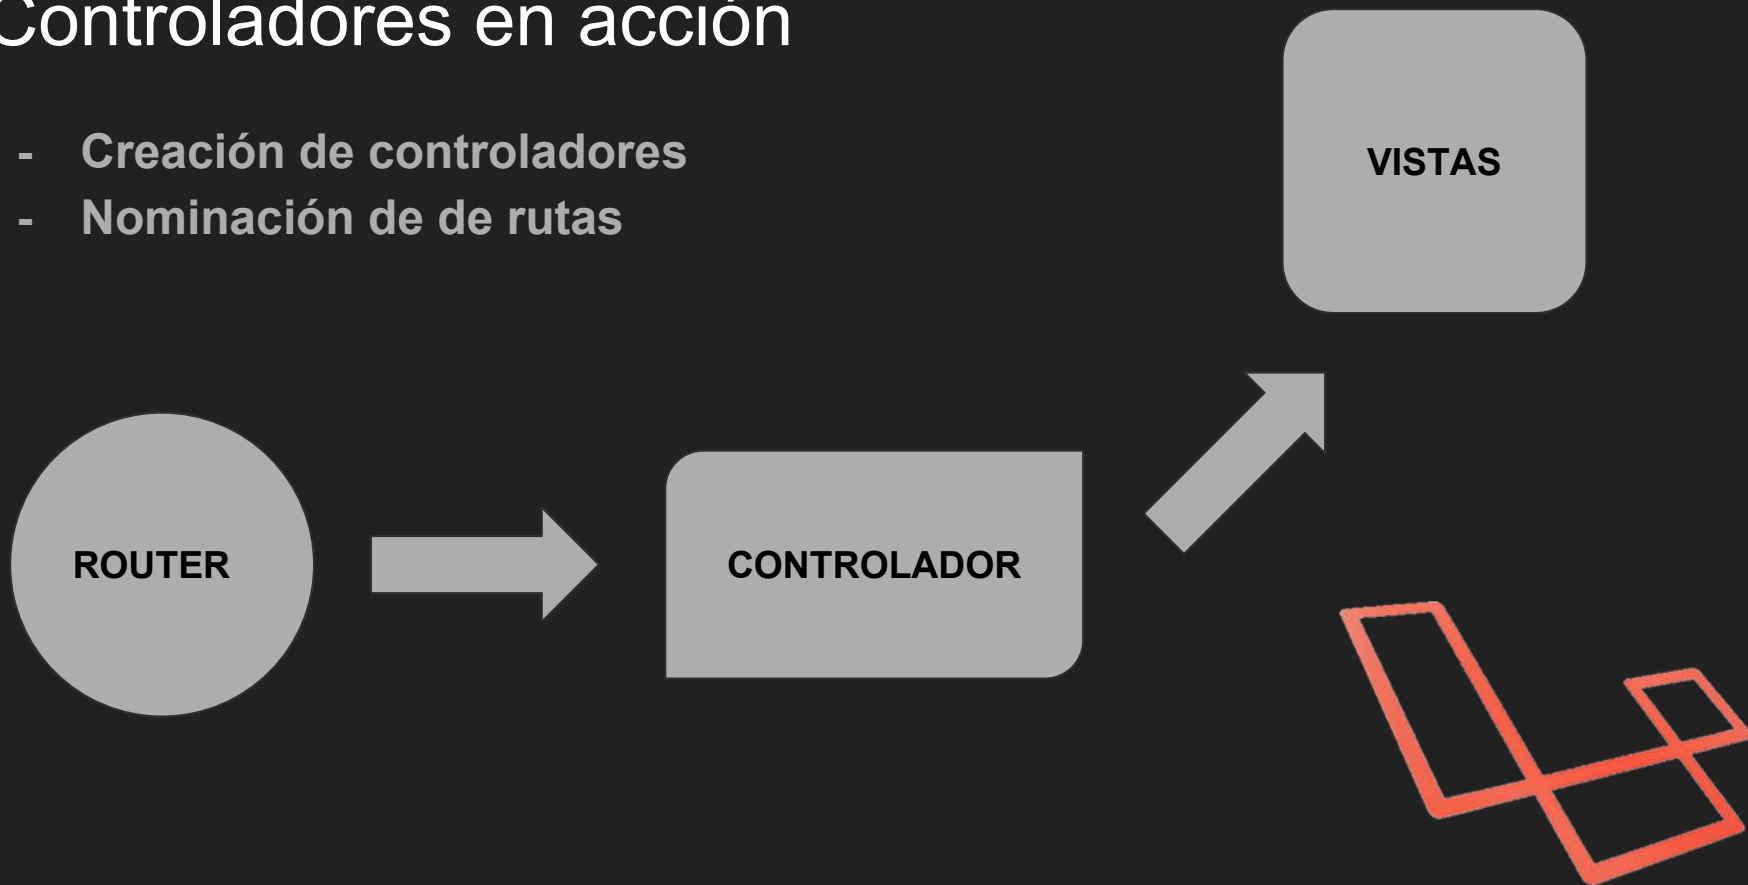 Controladores en acción
- Creación de controladores
- Nominación de de rutas
VISTAS
ROUTER
CONTROLADOR